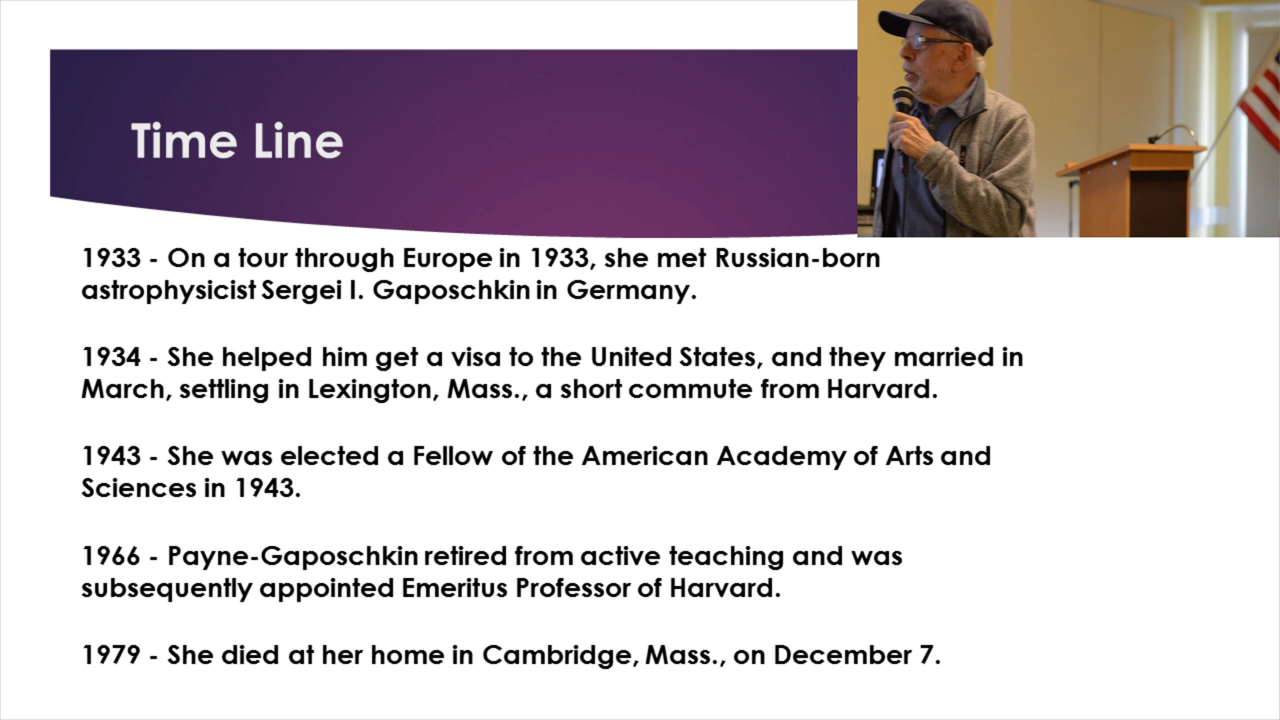 Time Line
1933 - On a tour through Europe in 1933, she met Russian-born
astrophysicist Sergei I. Gaposchkin in Germany.
1934 - She helped him get a visa to the United States, and they married in
March, settling in Lexington, Mass., a short commute from Harvard.
1943 - She was elected a Fellow of the American Academy of Arts and
Sciences in 1943.
1966 - Payne-Gaposchkin retired from active teaching and was
subsequently appointed Emeritus Professor of Harvard.
1979 - She died at her home in Cambridge, Mass., on December 7.